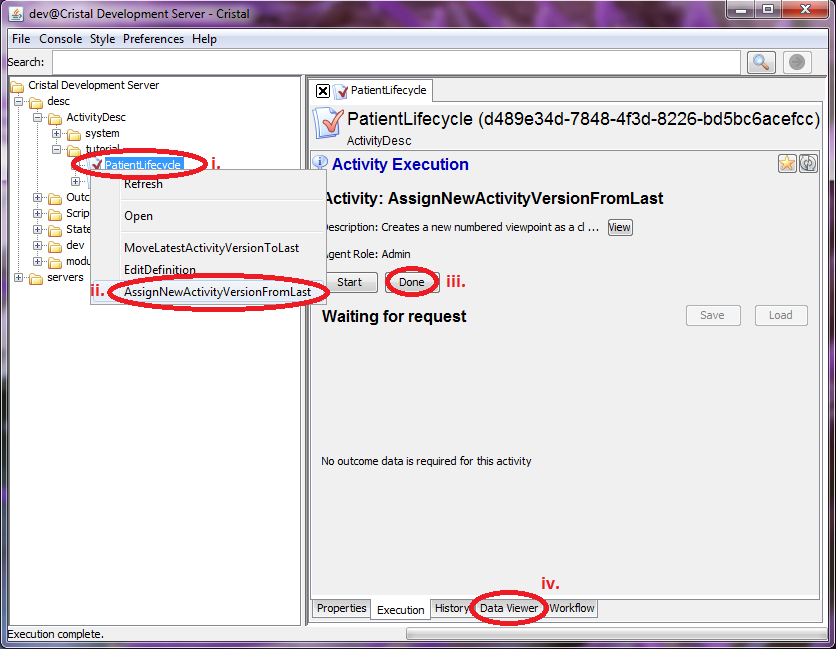 dev@Cristal Development Server - Cristal
File Console Style Preferences Help
Search:
Cristal Development Server
desc
ActivityDesc
system
tutorial
PatientLifecycle
i.
Refresh
Open
MoveLatestActivityVersionToLast
EditDefinition
ii.
AssignNewActivityVersionFromLast
Outc
Scrip
State
dev
modu
servers
PatientLifecycle
PatientLifecycle (d489e34d-7848-4f3d-8226-bd5bc6acefcc)
ActivityDesc
Activity Execution
Activity: AssignNewActivityVersionFromLast
Description: Creates a new numbered viewpoint as a cl ... View
Agent Role: Admin
Start Done iii.
Waiting for request Save Load
No outcome data is required for this activity
iv.
Properties Execution History Data Viewer Workflow
Execution complete.